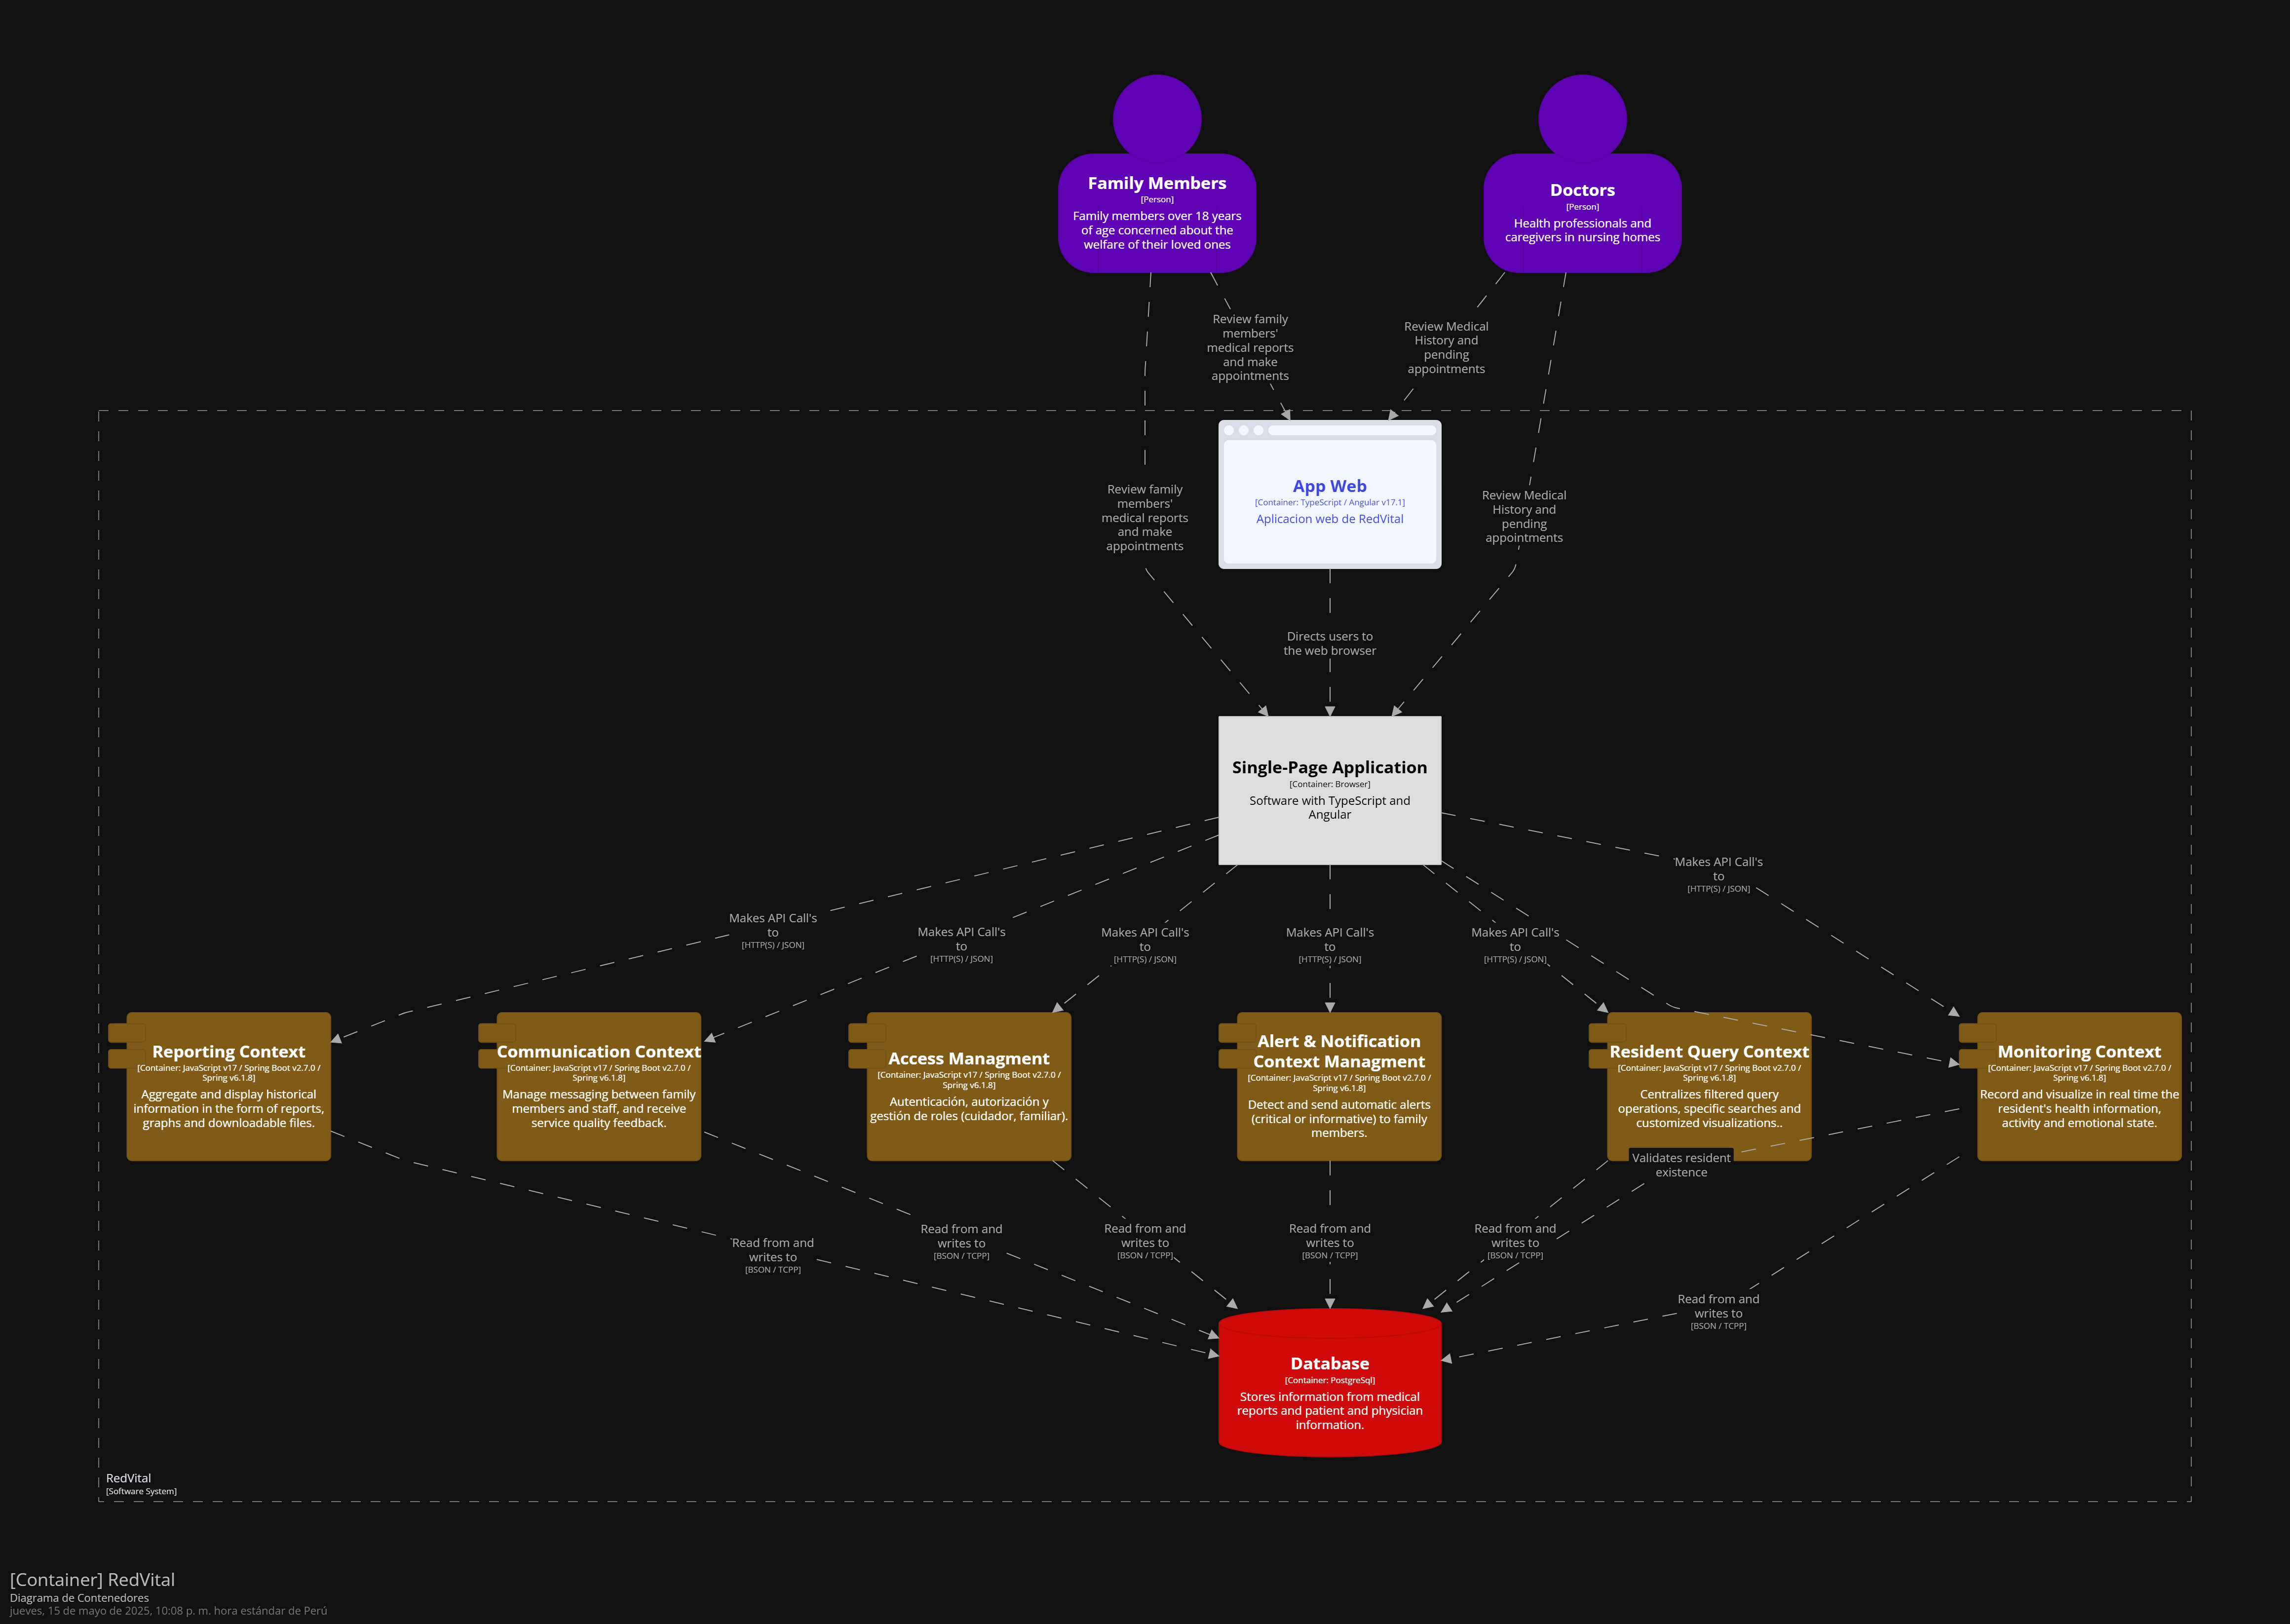 Family Members
[Person]
Family members over 18 years
of age concerned about the
welfare of their loved ones
Doctors
[Person]
Health professionals and
caregivers in nursing homes
Review family
members'
medical reports
and make
appointments
Review Medical
History and
pending
appointments
Review family
members'
medical reports
and make
appointments
App Web
[Container: TypeScript / Angular v17.1]
Aplicacion web de RedVital
Review Medical
History and
pending
appointments
Directs users to
the web browser
Single-Page Application
[Container: Browser]
Software with TypeScript and
Angular
Makes API Call's
to
[HTTP(S) / JSON]
Makes API Call's
to
[HTTP(S) / JSON]
Makes API Call's
to
[HTTP(S) / JSON]
Makes API Call's
to
[HTTP(S) / JSON]
Makes API Call's
to
[HTTP(S) / JSON]
Makes API Call's
to
[HTTP(S) / JSON]
Reporting Context
[Container: JavaScript v17 / Spring Boot v2.7.0 /
Spring v6.1.8]
Aggregate and display historical
information in the form of reports,
graphs and downloadable files.
Communication Context
[Container: JavaScript v17 / Spring Boot v2.7.0 /
Spring v6.1.8]
Manage messaging between family
members and staff, and receive
service quality feedback.
Access Managment
[Container: JavaScript v17 / Spring Boot v2.7.0 /
Spring v6.1.8]
Autenticación, autorización y
gestión de roles (cuidador, familiar).
Alert & Notification
Context Managment
[Container: JavaScript v17 / Spring Boot v2.7.0 /
Spring v6.1.8]
Detect and send automatic alerts
(critical or informative) to family
members.
Resident Query Context
[Container: JavaScript v17 / Spring Boot v2.7.0 /
Spring v6.1.8]
Centralizes filtered query
operations, specific searches and
customized visualizations..
Monitoring Context
[Container: JavaScript v17 / Spring Boot v2.7.0 /
Spring v6.1.8]
Record and visualize in real time the
resident's health information,
activity and emotional state.
Validates resident
existence
Read from and
writes to
[BSON / TCPP]
Read from and
writes to
[BSON / TCPP]
Read from and
writes to
[BSON / TCPP]
Read from and
writes to
[BSON / TCPP]
Read from and
writes to
[BSON / TCPP]
Read from and
writes to
[BSON / TCPP]
Database
[Container: PostgreSql]
Stores information from medical
reports and patient and physician
information.
RedVital
[Software System]
[Container] RedVital
Diagrama de Contenedores
jueves, 15 de mayo de 2025, 10:08 p. m. hora estándar de Perú